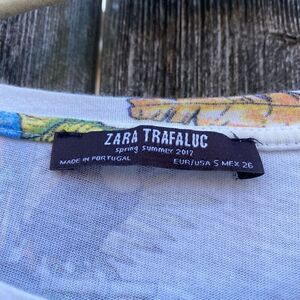 ZARA TRAFALUC
spring summer 2017
MADE IN PORTUGAL
EUR/USA S MEX 26